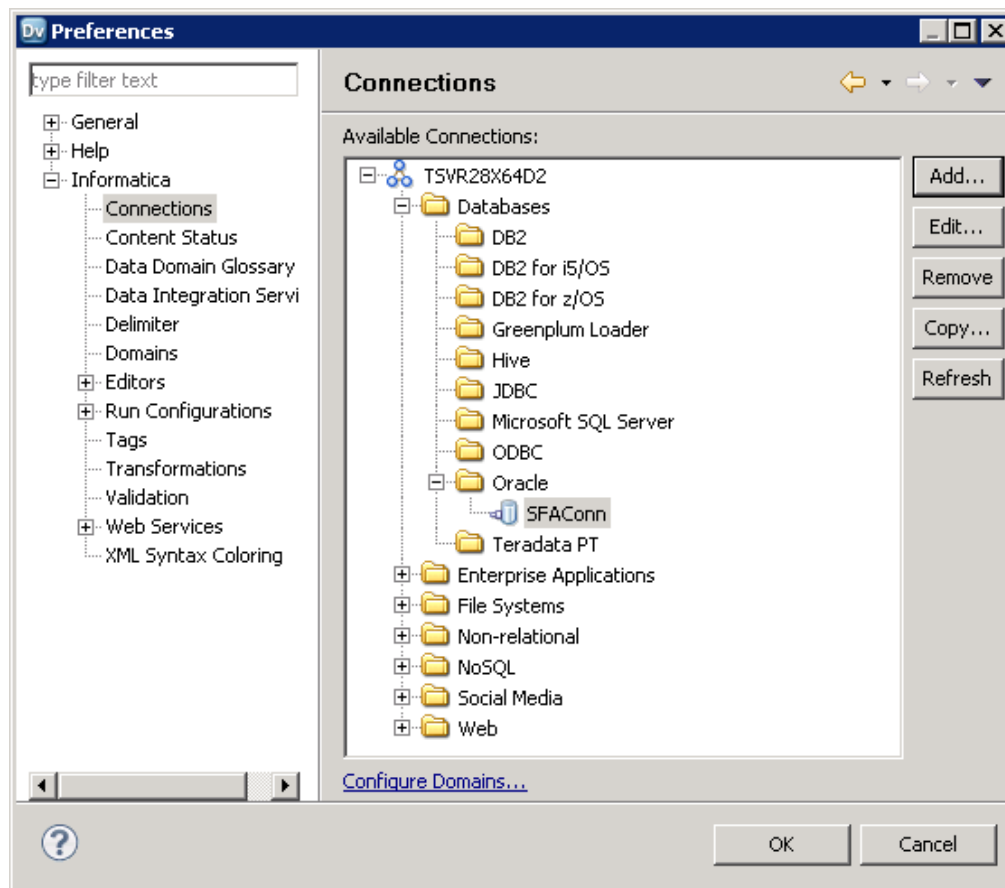 Dv Preferences
type filter text
General
Help
Informatica
Connections
Content Status
Data Domain Glossary
Data Integration Servi
Delimiter
Domains
Editors
Run Configurations
Tags
Transformations
Validation
Web Services
XML Syntax Coloring
Connections
Available Connections:
TSVR28X64D2
Databases
DB2
DB2 for i5/OS
DB2 for z/OS
Greenplum Loader
Hive
JDBC
Microsoft SQL Server
ODBC
Oracle
SFAConn
Teradata PT
Enterprise Applications
File Systems
Non-relational
NoSQL
Social Media
Web
Add...
Edit...
Remove
Copy...
Refresh
Configure Domains...
?
OK
Cancel